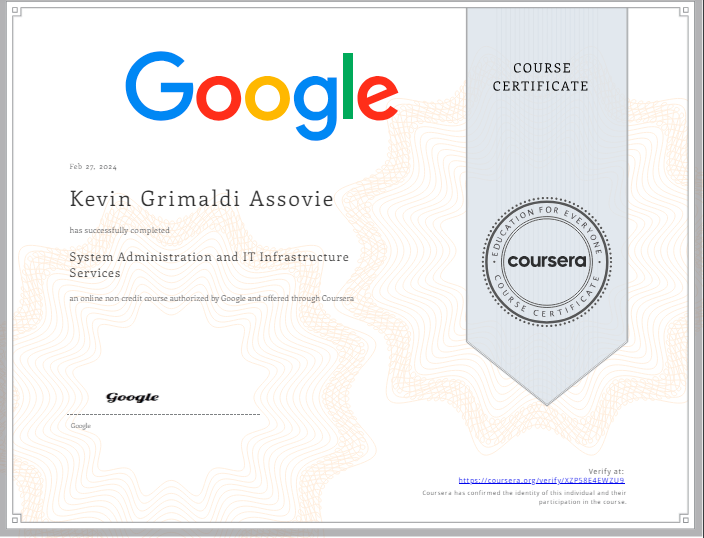 Google
COURSE
CERTIFICATE
Feb 27, 2024
Kevin Grimaldi Assovie
has successfully completed
System Administration and IT Infrastructure
Services
an online non credit course authorized by Google and offered through Coursera
EDUCATION FOR EVERYONE
coursera
COURSE CERTIFICATE
Google
Google
Verify at:
https://coursera.org/verify/XZP58E4EWZU9
Coursera has confirmed the identity of this individual and their
participation in the course.